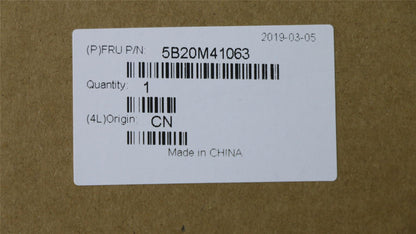 2019-03-05
(P)FRU P/N: 5B20M41063
Quantity: 1
(4L)Origin: CN
Made in CHINA